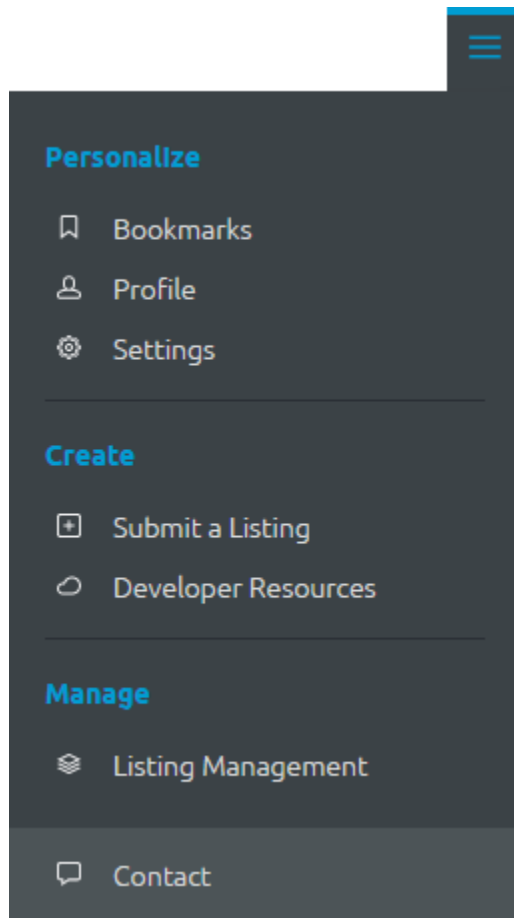 Personalize
Bookmarks
Profile
Settings
Create
Submit a Listing
Developer Resources
Manage
Listing Management
Contact